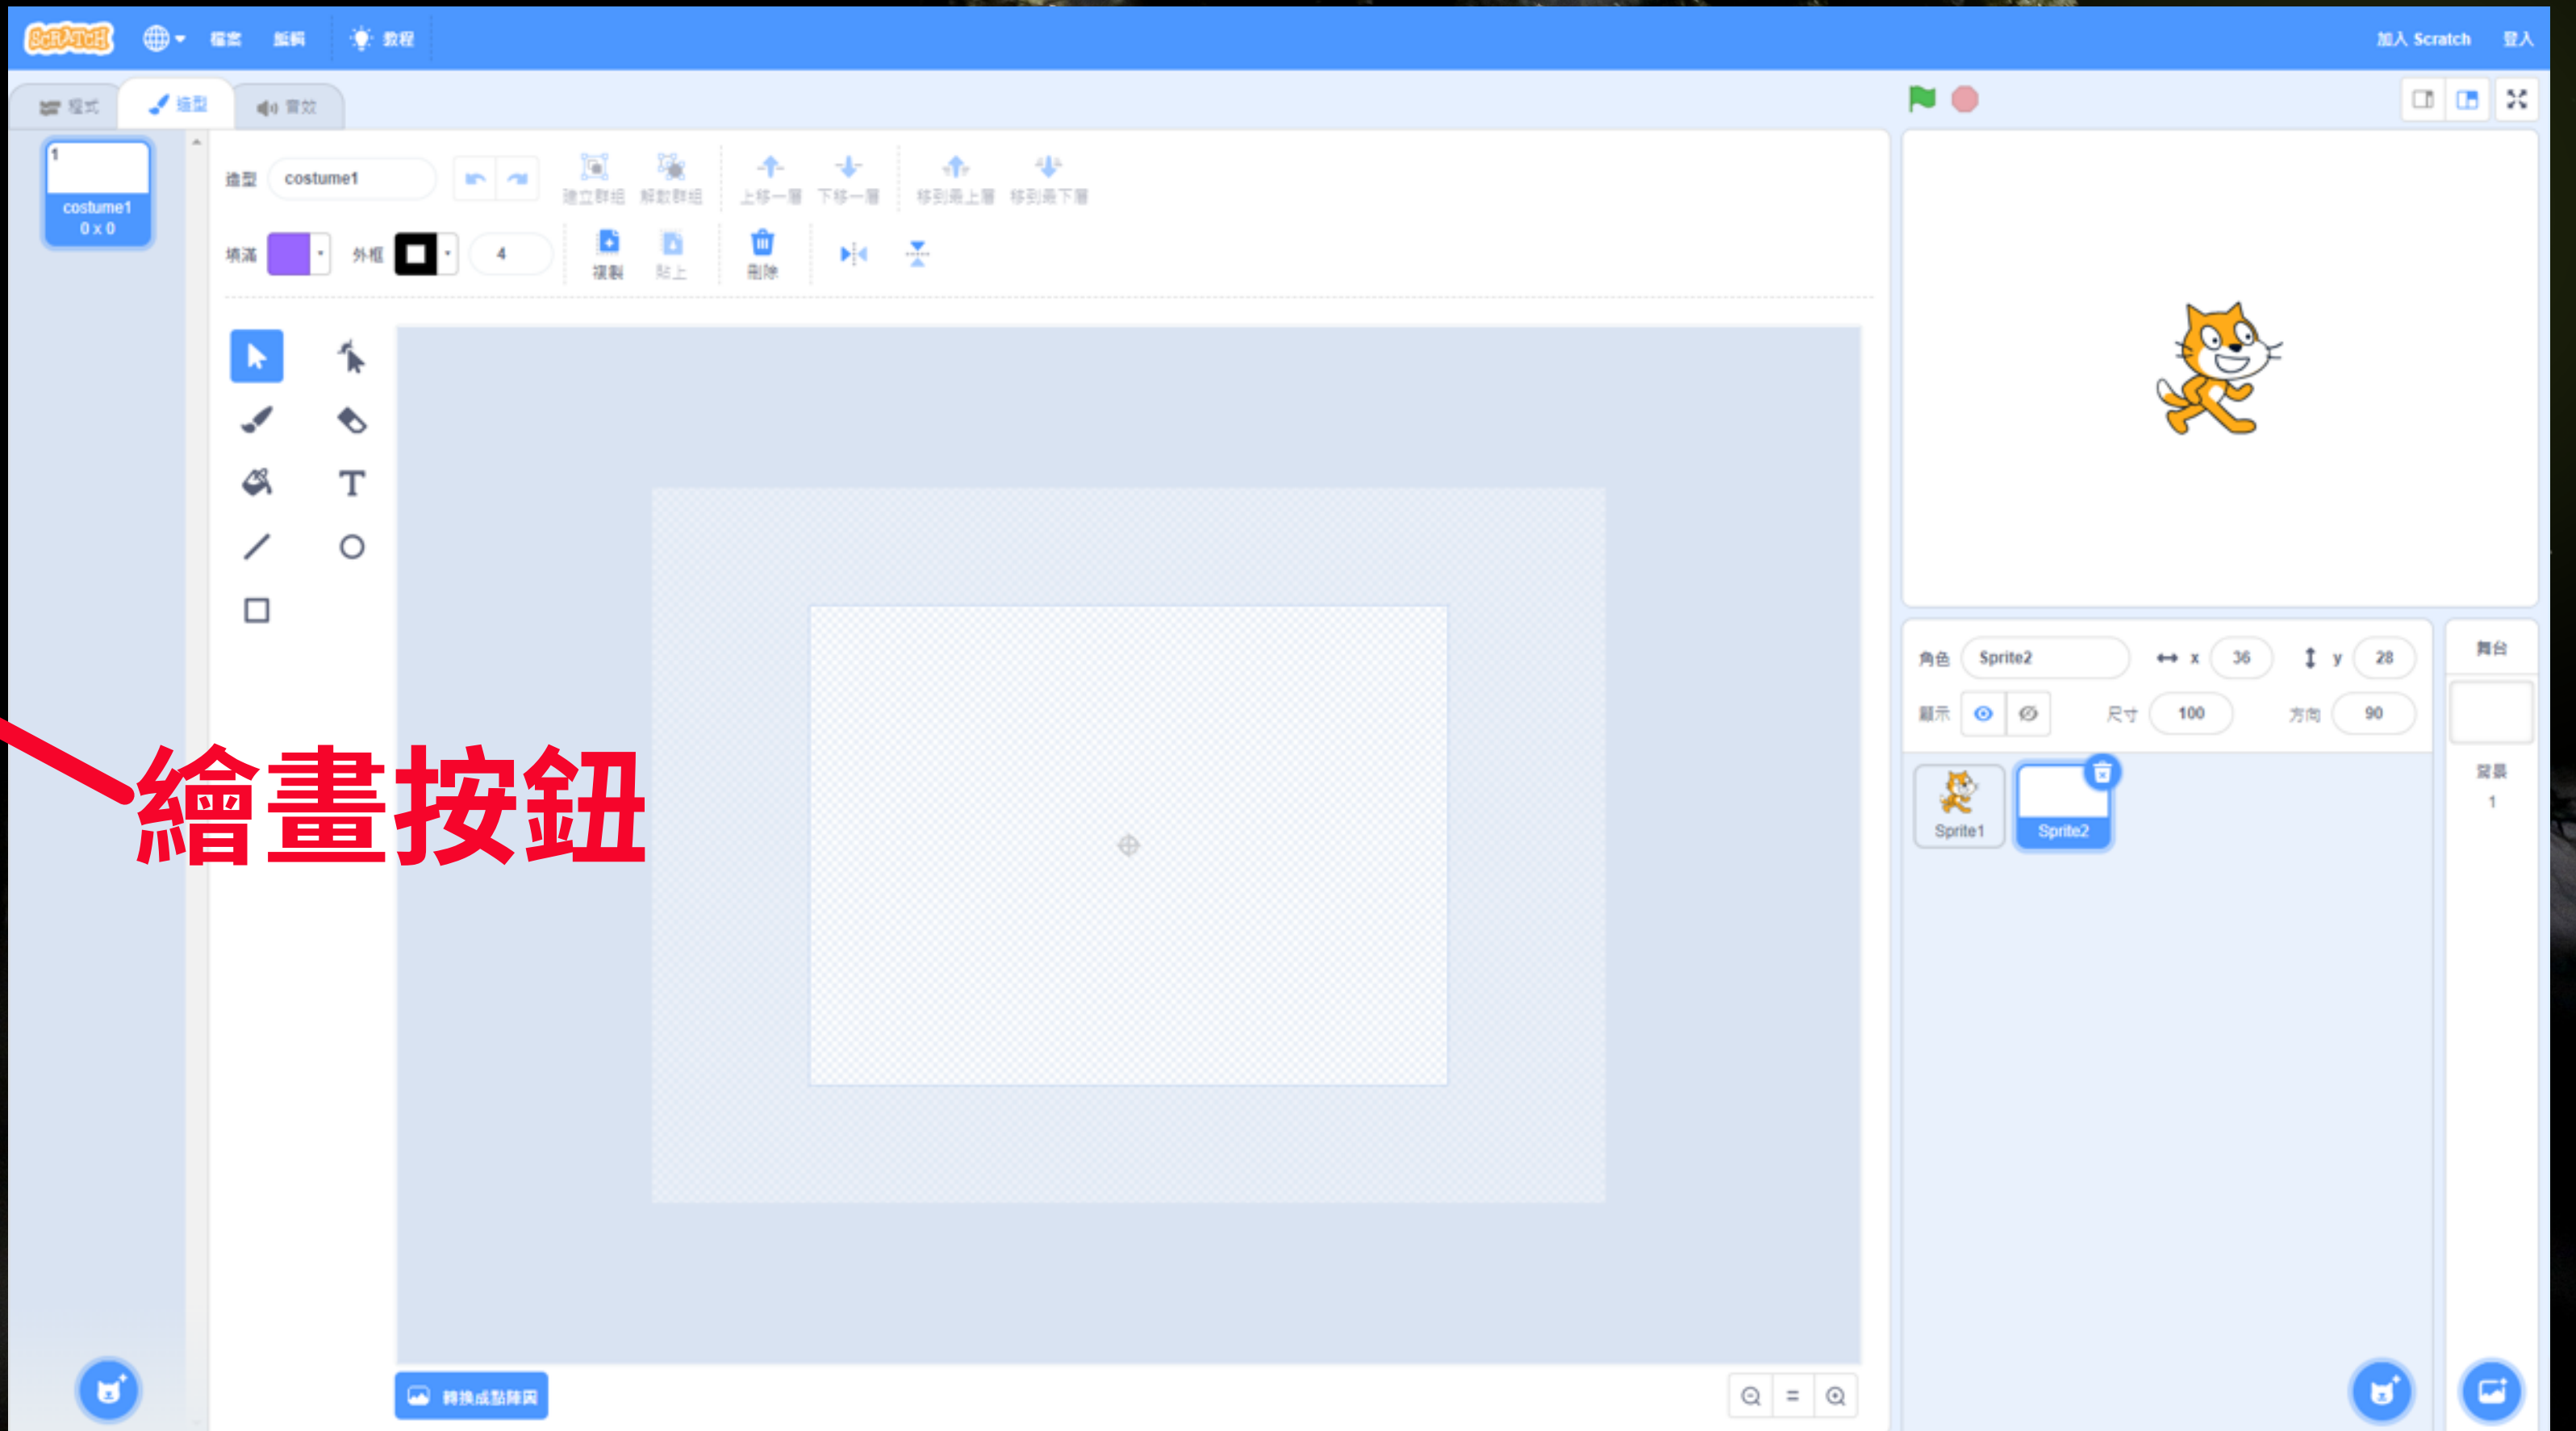 SCRATCH 檔案 編輯 教程 加入 Scratch 登入
程式 造型 音效
1
costume1
0 x 0
造型 costume1 建立群組 解散群組 上移一層 下移一層 移到最上層 移到最下層
填滿 外框 4 複製 貼上 刪除
繪畫按鈕
轉換成點陣圖
角色 Sprite2 x 36 y 28
顯示 尺寸 100 方向 90
Sprite1 Sprite2
舞台
背景
1